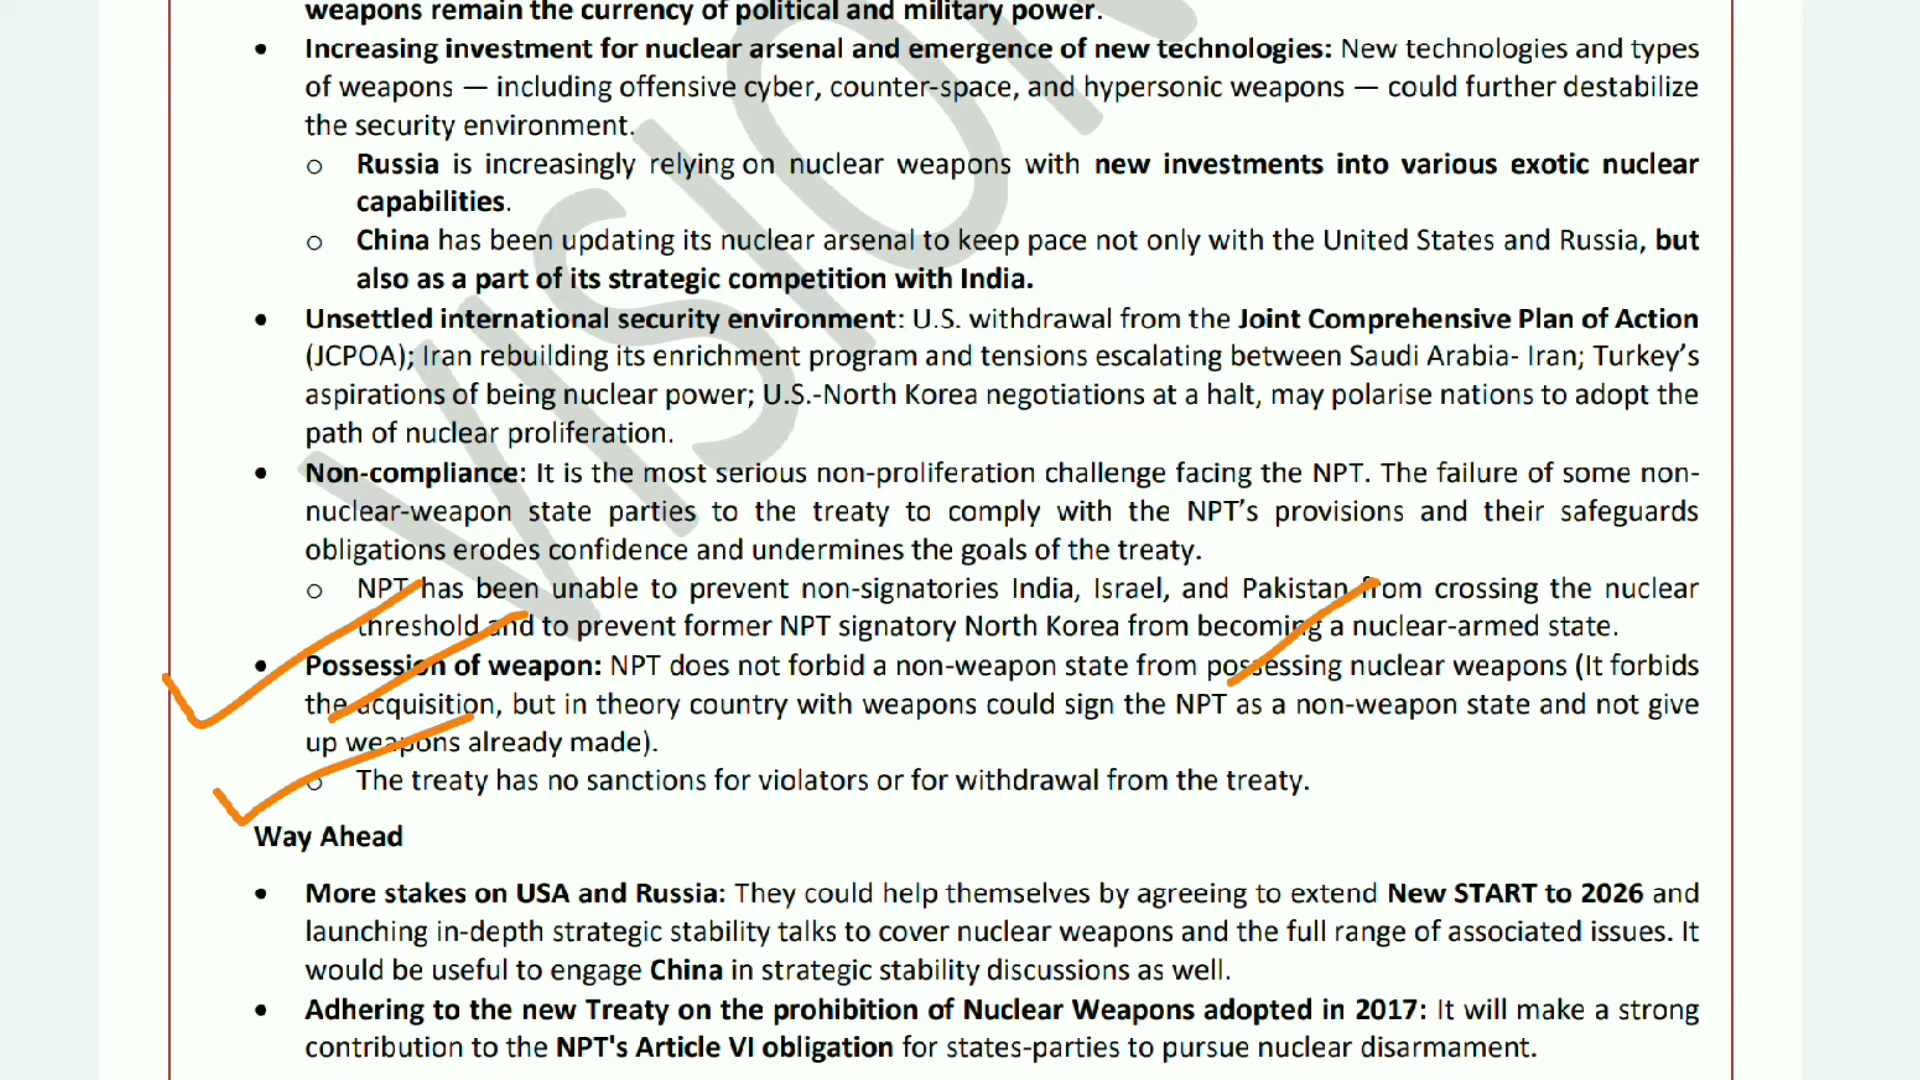 weapons remain the currency of political and military power.
• Increasing investment for nuclear arsenal and emergence of new technologies: New technologies and types
of weapons — including offensive cyber, counter-space, and hypersonic weapons — could further destabilize
the security environment.
o Russia is increasingly relying on nuclear weapons with new investments into various exotic nuclear
capabilities.
o China has been updating its nuclear arsenal to keep pace not only with the United States and Russia, but
also as a part of its strategic competition with India.
• Unsettled international security environment: U.S. withdrawal from the Joint Comprehensive Plan of Action
(JCPOA); Iran rebuilding its enrichment program and tensions escalating between Saudi Arabia- Iran; Turkey’s
aspirations of being nuclear power; U.S.-North Korea negotiations at a halt, may polarise nations to adopt the
path of nuclear proliferation.
• Non-compliance: It is the most serious non-proliferation challenge facing the NPT. The failure of some non-
nuclear-weapon state parties to the treaty to comply with the NPT’s provisions and their safeguards
obligations erodes confidence and undermines the goals of the treaty.
o NPT has been unable to prevent non-signatories India, Israel, and Pakistan from crossing the nuclear
threshold and to prevent former NPT signatory North Korea from becoming a nuclear-armed state.
• Possession of weapon: NPT does not forbid a non-weapon state from possessing nuclear weapons (It forbids
the acquisition, but in theory country with weapons could sign the NPT as a non-weapon state and not give
up weapons already made).
o The treaty has no sanctions for violators or for withdrawal from the treaty.
Way Ahead
• More stakes on USA and Russia: They could help themselves by agreeing to extend New START to 2026 and
launching in-depth strategic stability talks to cover nuclear weapons and the full range of associated issues. It
would be useful to engage China in strategic stability discussions as well.
• Adhering to the new Treaty on the prohibition of Nuclear Weapons adopted in 2017: It will make a strong
contribution to the NPT's Article VI obligation for states-parties to pursue nuclear disarmament.
VISION